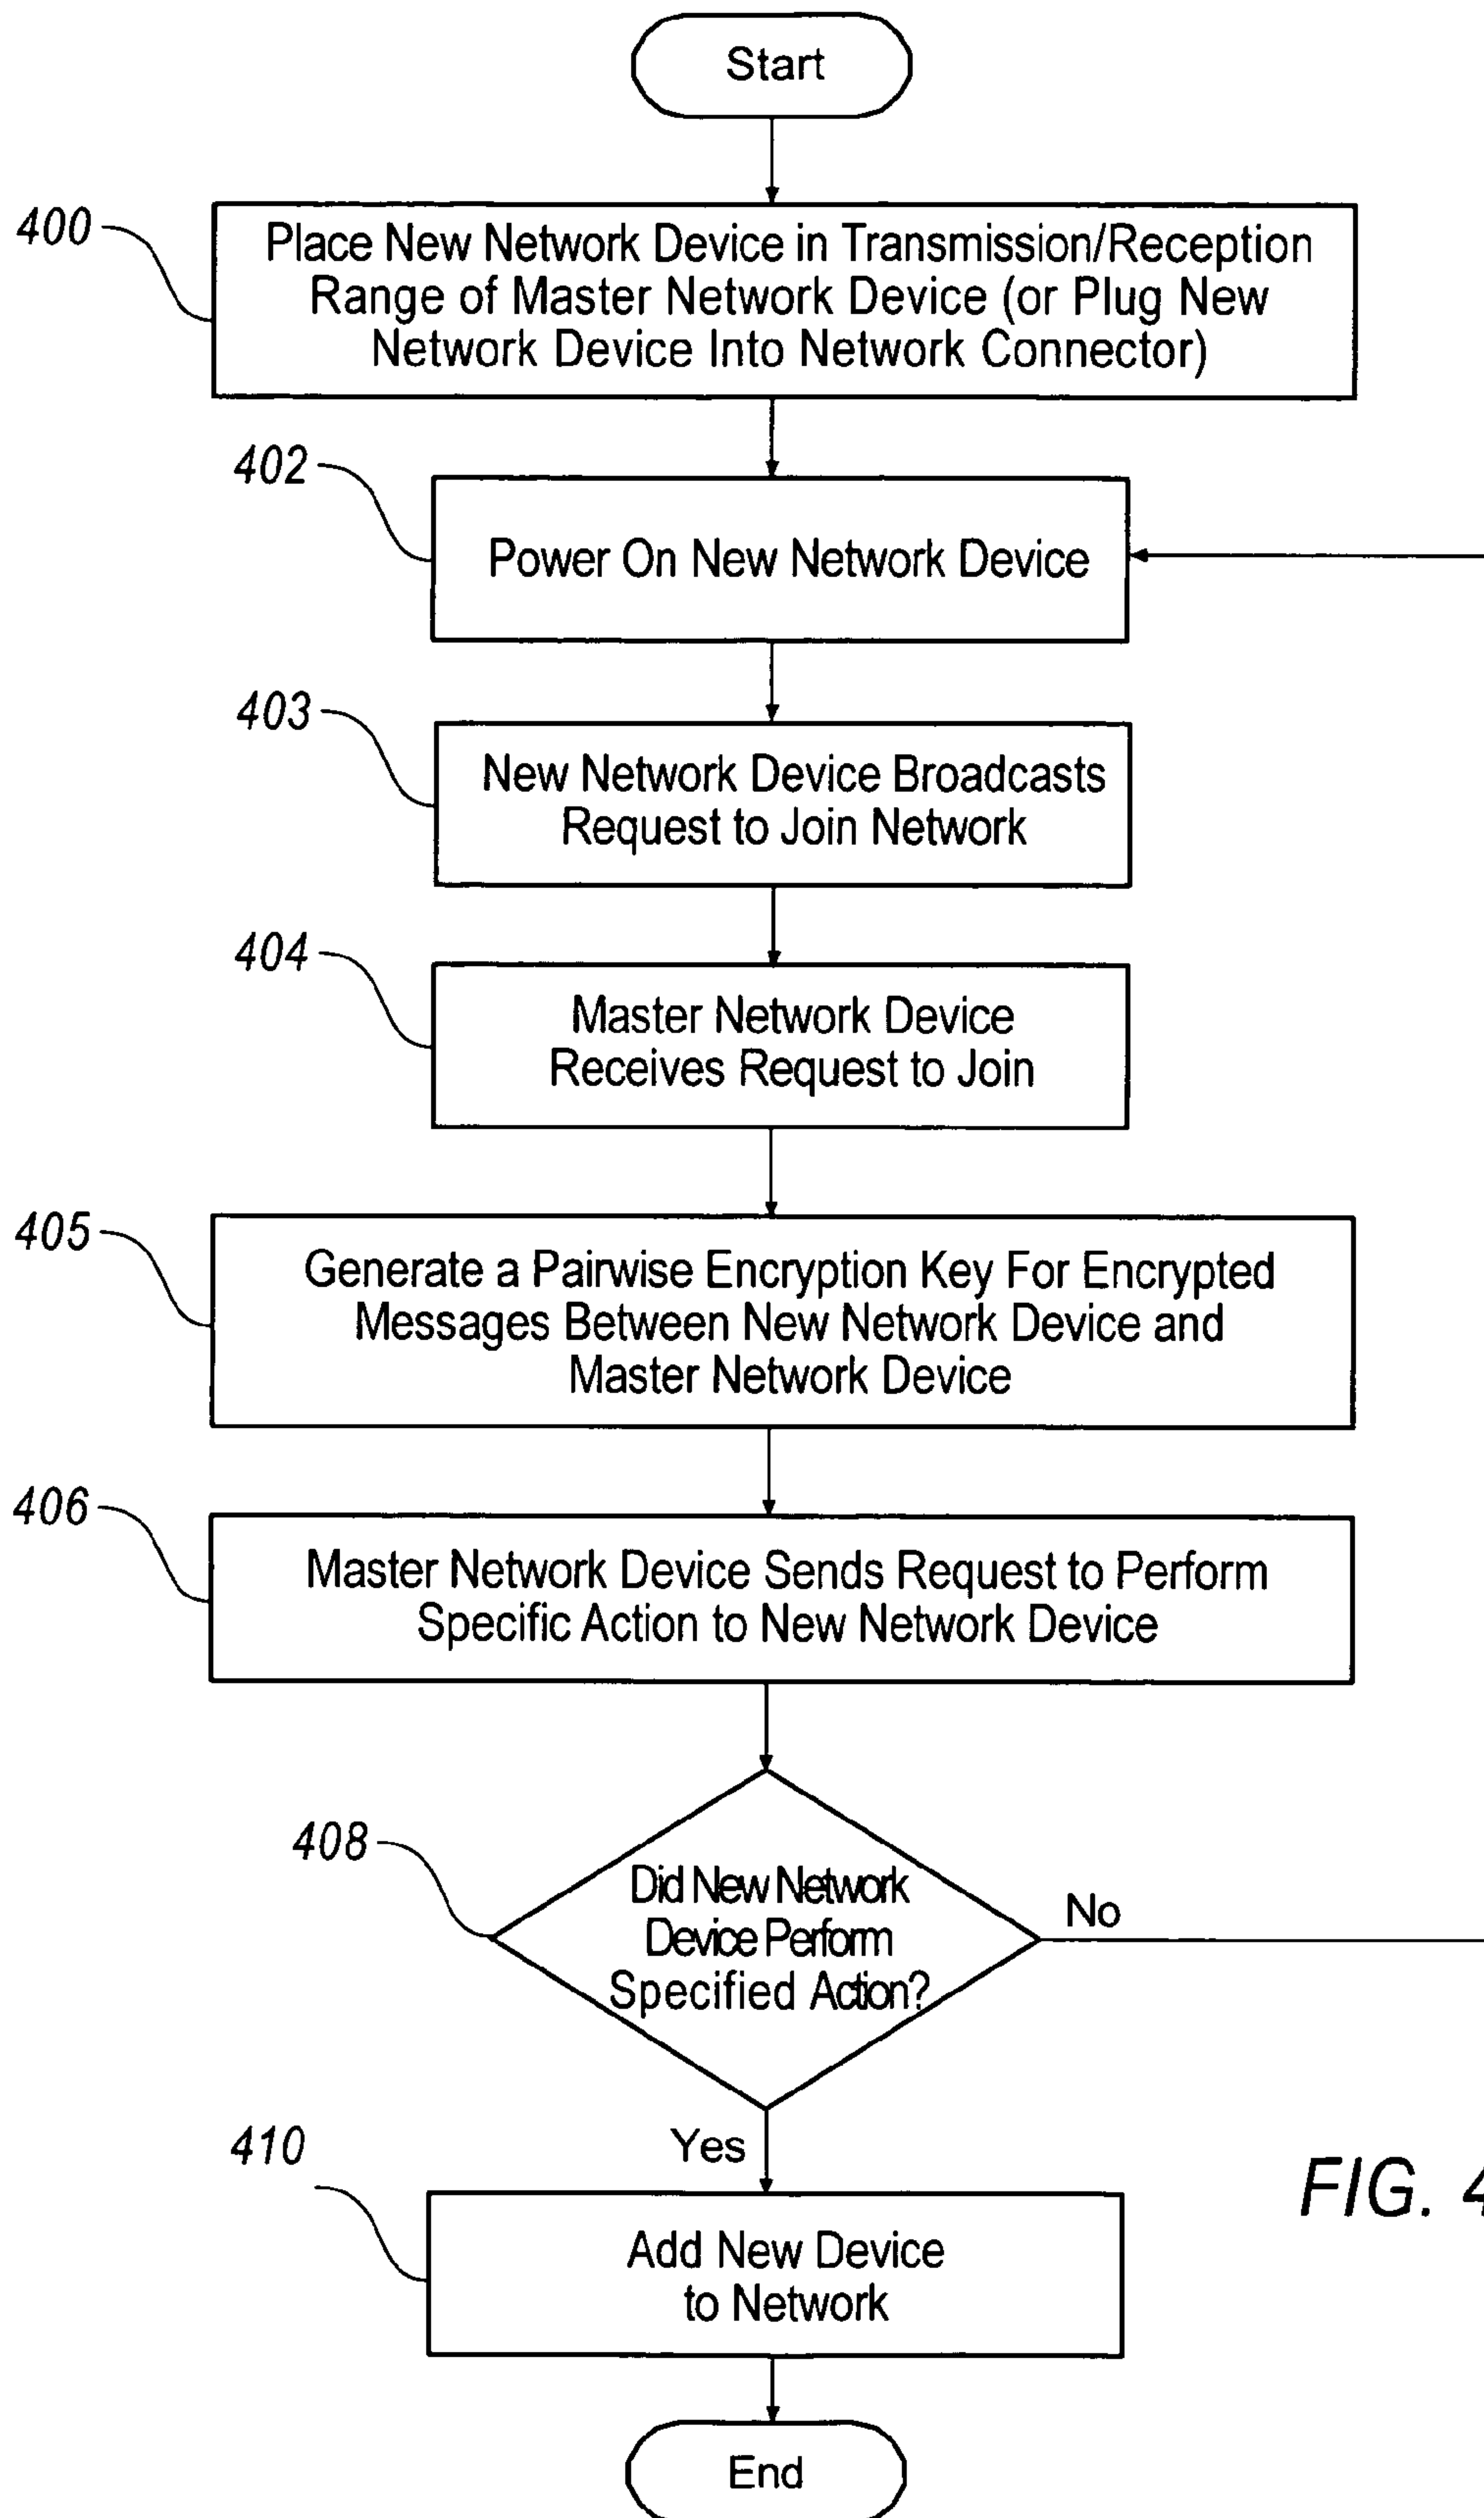 Start
400
Place New Network Device in Transmission/Reception
Range of Master Network Device (or Plug New
Network Device Into Network Connector)
402
Power On New Network Device
403
New Network Device Broadcasts
Request to Join Network
404
Master Network Device
Receives Request to Join
405
Generate a Pairwise Encryption Key For Encrypted
Messages Between New Network Device and
Master Network Device
406
Master Network Device Sends Request to Perform
Specific Action to New Network Device
408
Did New Network
Device Perform
Specified Action?
No
Yes
410
Add New Device
to Network
FIG. 4
End